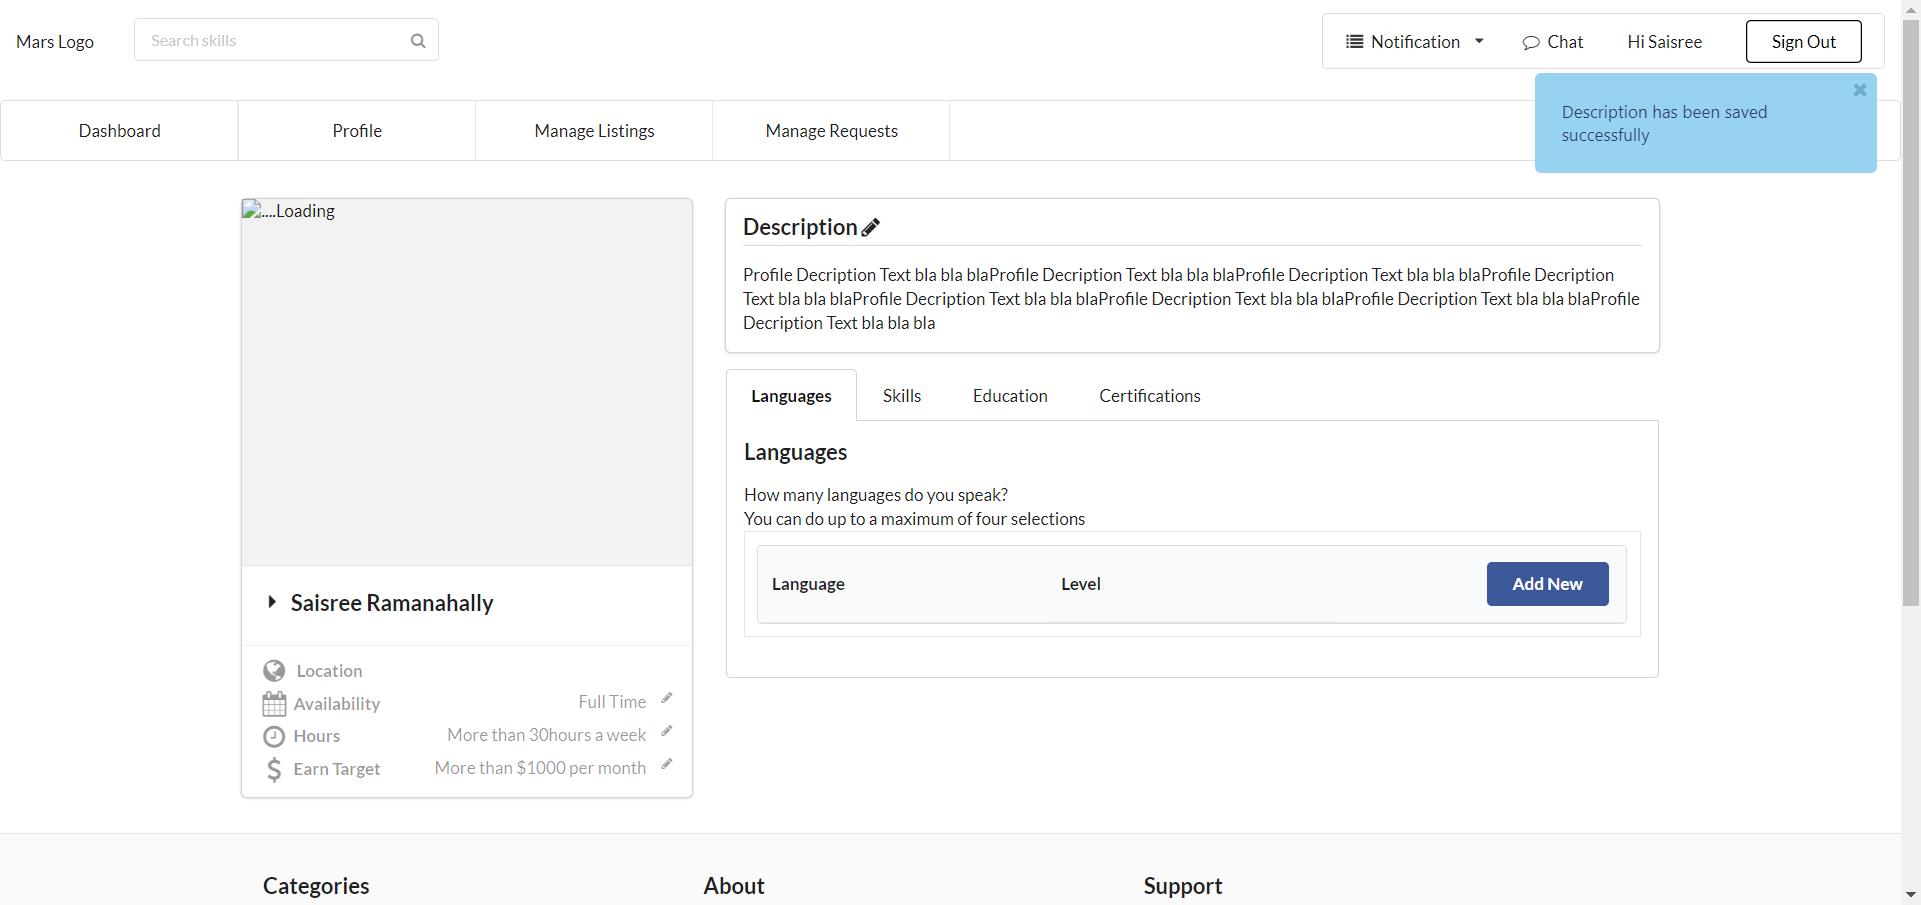 Mars Logo
Search skills
Notification
Chat
Hi Saisree
Sign Out
Description has been saved
successfully
Dashboard
Profile
Manage Listings
Manage Requests
....Loading
Description
Profile Decription Text bla bla blaProfile Decription Text bla bla blaProfile Decription Text bla bla blaProfile Decription
Text bla bla blaProfile Decription Text bla bla blaProfile Decription Text bla bla blaProfile Decription Text bla bla blaProfile
Decription Text bla bla bla
Languages
Skills
Education
Certifications
Languages
How many languages do you speak?
You can do up to a maximum of four selections
Language
Level
Add New
Saisree Ramanahally
Location
Availability
Full Time
Hours
More than 30hours a week
Earn Target
More than $1000 per month
Categories
About
Support